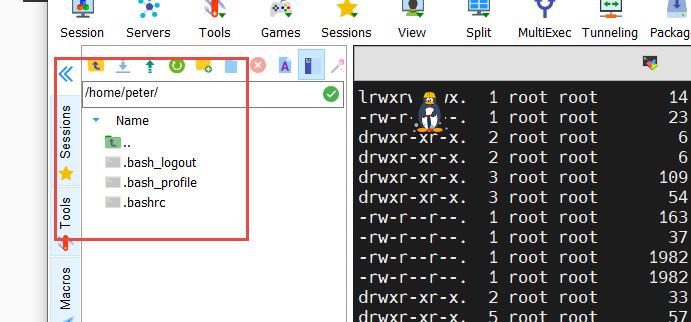 Session Servers Tools Games Sessions View Split MultiExec Tunneling Packag
/home/peter/
Name
..
.bash_logout
.bash_profile
.bashrc
Sessions
Tools
Macros
A
lrwxr x. 1 root root 14
-rw-r -. 1 root root 23
drwxr-xr-x. 2 root root 6
drwxr-xr-x. 2 root root 6
drwxr-xr-x. 3 root root 109
drwxr-xr-x. 3 root root 54
-rw-r--r--. 1 root root 163
-rw-r--r--. 1 root root 37
-rw-r--r--. 1 root root 1982
-rw-r--r--. 1 root root 1982
drwxr-xr-x. 2 root root 33
drwxr-xr-x. 5 root root 57